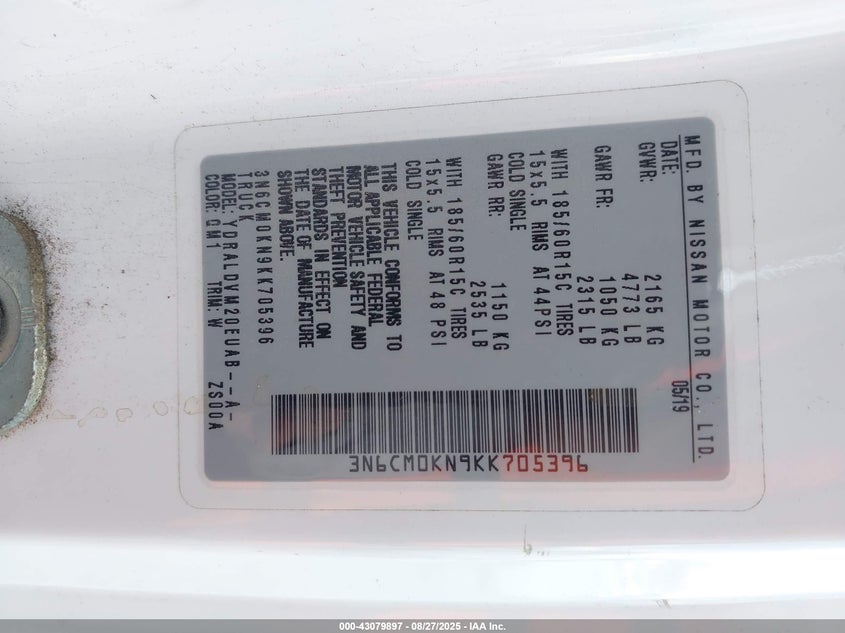 MFD. BY NISSAN MOTOR CO., LTD.
DATE: 05/19
GVWR: 2165 KG
4773 LB
GAWR FR: 1050 KG
2315 LB
WITH 185/60R15C TIRES
15x5.5 RIMS AT 44PSI
COLD SINGLE
GAWR RR: 1150 KG
2535 LB
WITH 185/60R15C TIRES
15x5.5 RIMS AT 48 PSI
COLD SINGLE
THIS VEHICLE CONFORMS TO
ALL APPLICABLE FEDERAL
MOTOR VEHICLE SAFETY AND
THEFT PREVENTION
STANDARDS IN EFFECT ON
THE DATE OF MANUFACTURE
SHOWN ABOVE.
3N6CM0KN9KK705396
TRUCK
MODEL: YDRALDVM20EUAB--A-
COLOR: QM1 TRIM: W ZS00A
3N6CM0KN9KK705396
000-43079897 - 08/27/2025 - IAA Inc.